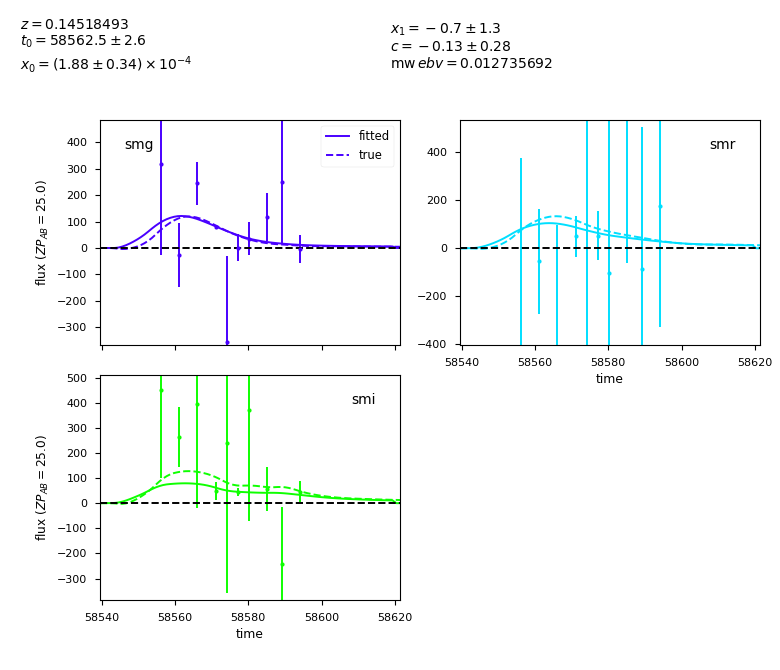 z = 0.14518493
t₀ = 58562.5 ± 2.6
x₀ = (1.88 ± 0.34) × 10⁻⁴
x₁ = −0.7 ± 1.3
c = −0.13 ± 0.28
mw ebv = 0.012735692
smg
fitted
true
400
300
200
100
0
−100
−200
−300
flux (ZP_AB = 25.0)
smr
400
200
0
−200
−400
58540 58560 58580 58600 58620
time
smi
500
400
300
200
100
0
−100
−200
−300
flux (ZP_AB = 25.0)
58540 58560 58580 58600 58620
time